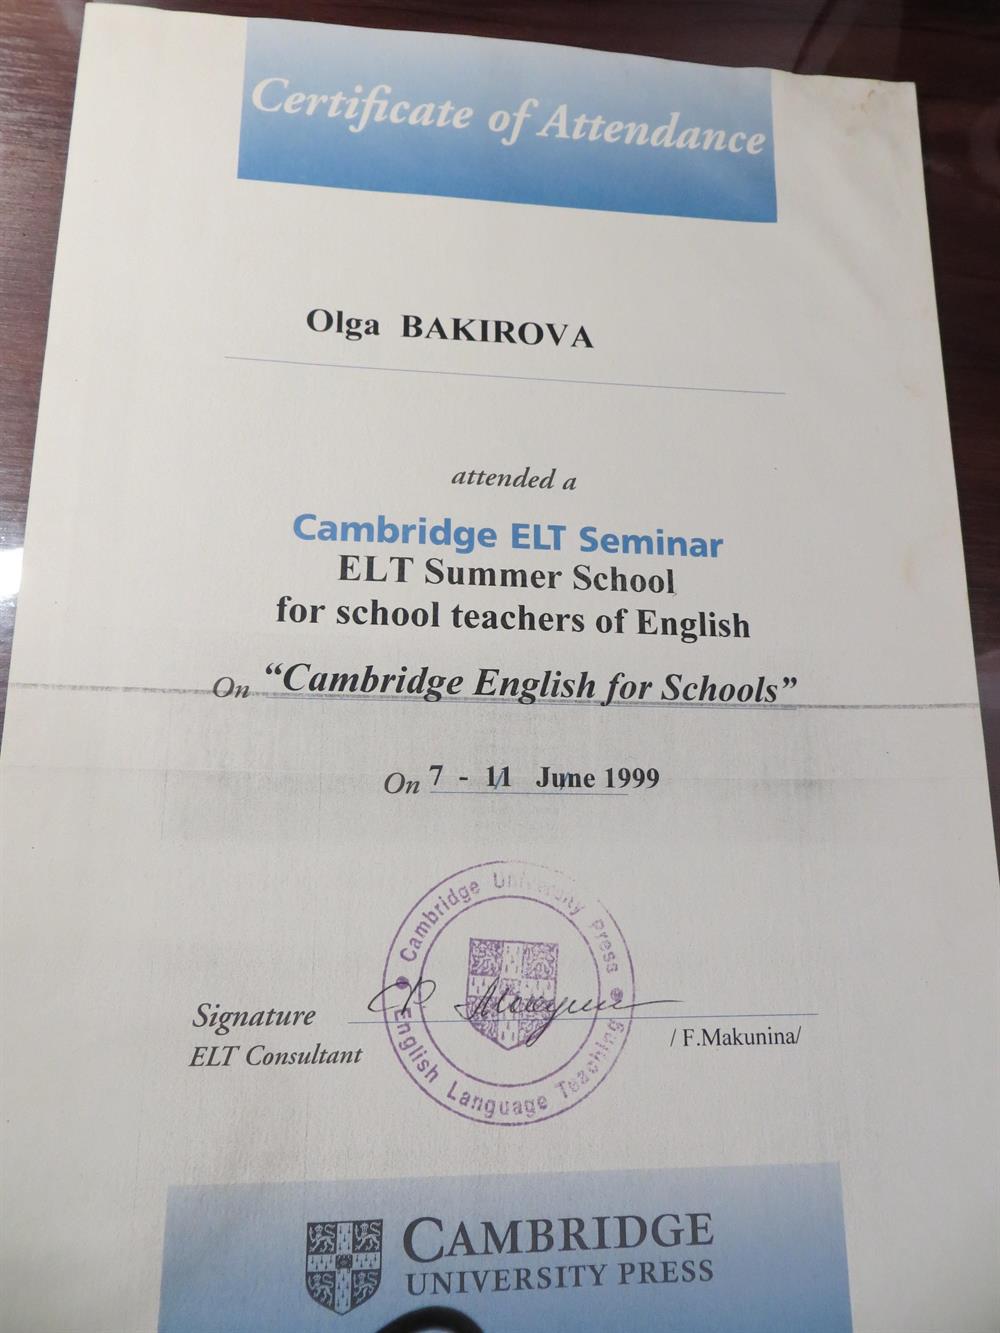 Certificate of Attendance
Olga BAKIROVA
attended a
Cambridge ELT Seminar
ELT Summer School
for school teachers of English
On "Cambridge English for Schools"
On 7 - 11 June 1999
Cambridge University Press
English Language Teaching
Signature
ELT Consultant
/ F.Makunina/
CAMBRIDGE
UNIVERSITY PRESS